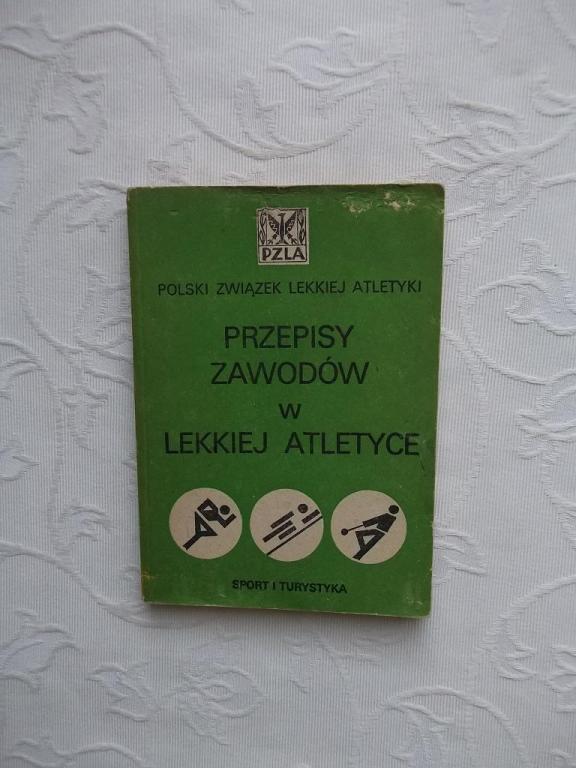 PZLA
POLSKI ZWIĄZEK LEKKIEJ ATLETYKI
PRZEPISY
ZAWODÓW
w
LEKKIEJ ATLETYCE
SPORT I TURYSTYKA